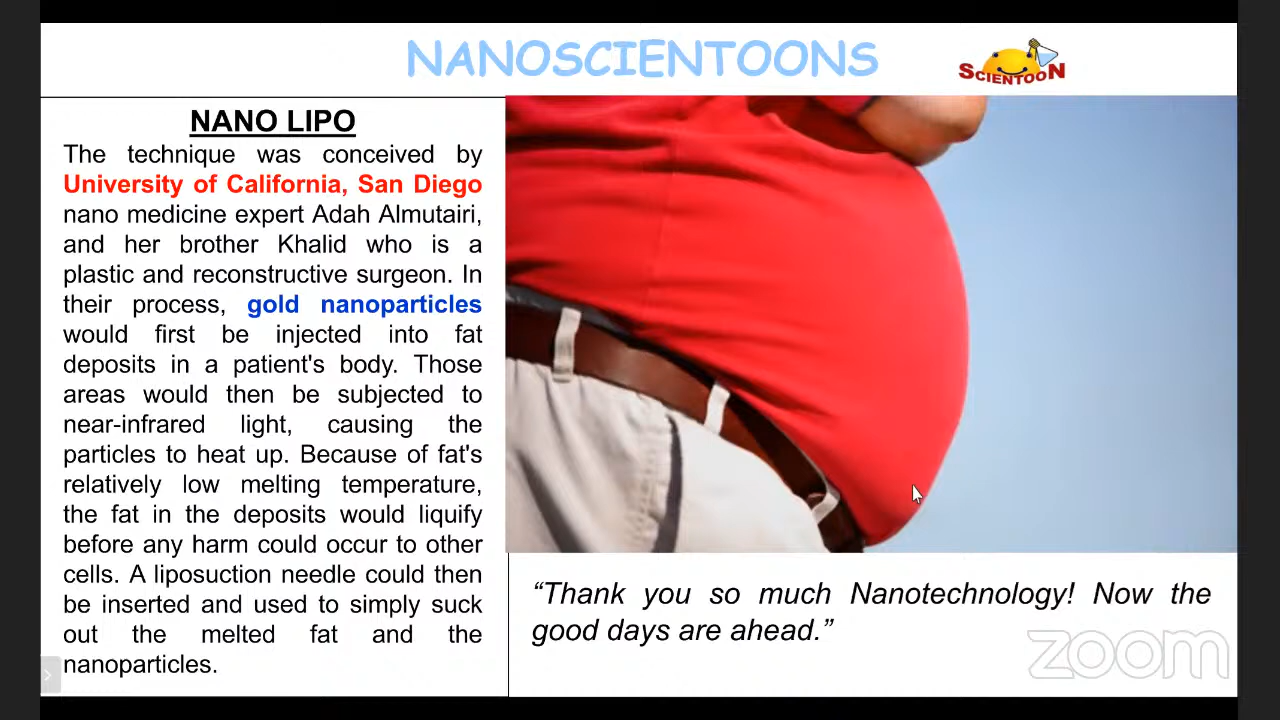 NANOSCIENTOONS
SCIENTOON
NANO LIPO
The technique was conceived by
University of California, San Diego
nano medicine expert Adah Almutairi,
and her brother Khalid who is a
plastic and reconstructive surgeon. In
their process, gold nanoparticles
would first be injected into fat
deposits in a patient's body. Those
areas would then be subjected to
near-infrared light, causing the
particles to heat up. Because of fat's
relatively low melting temperature,
the fat in the deposits would liquify
before any harm could occur to other
cells. A liposuction needle could then
be inserted and used to simply suck
out the melted fat and the
nanoparticles.
“Thank you so much Nanotechnology! Now the
good days are ahead.”
zoom